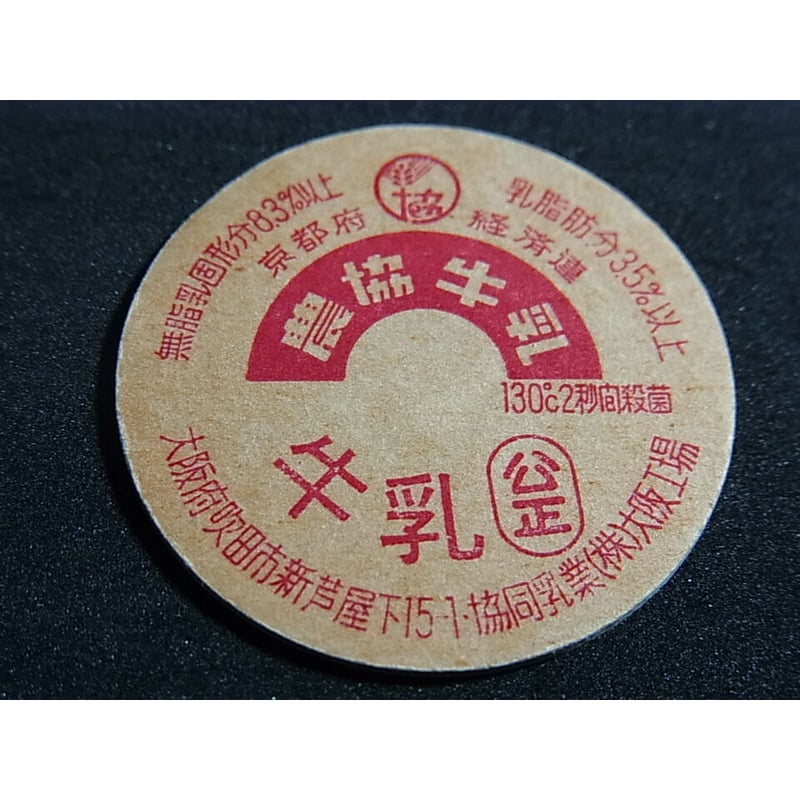 協
無脂乳固形分8.3%以上
乳脂肪分3.5%以上
京都府 経済連
農協牛乳
130℃2秒间殺菌
牛乳
公正
大阪府吹田市新芦屋下15-1・協同乳業(株)大阪工場